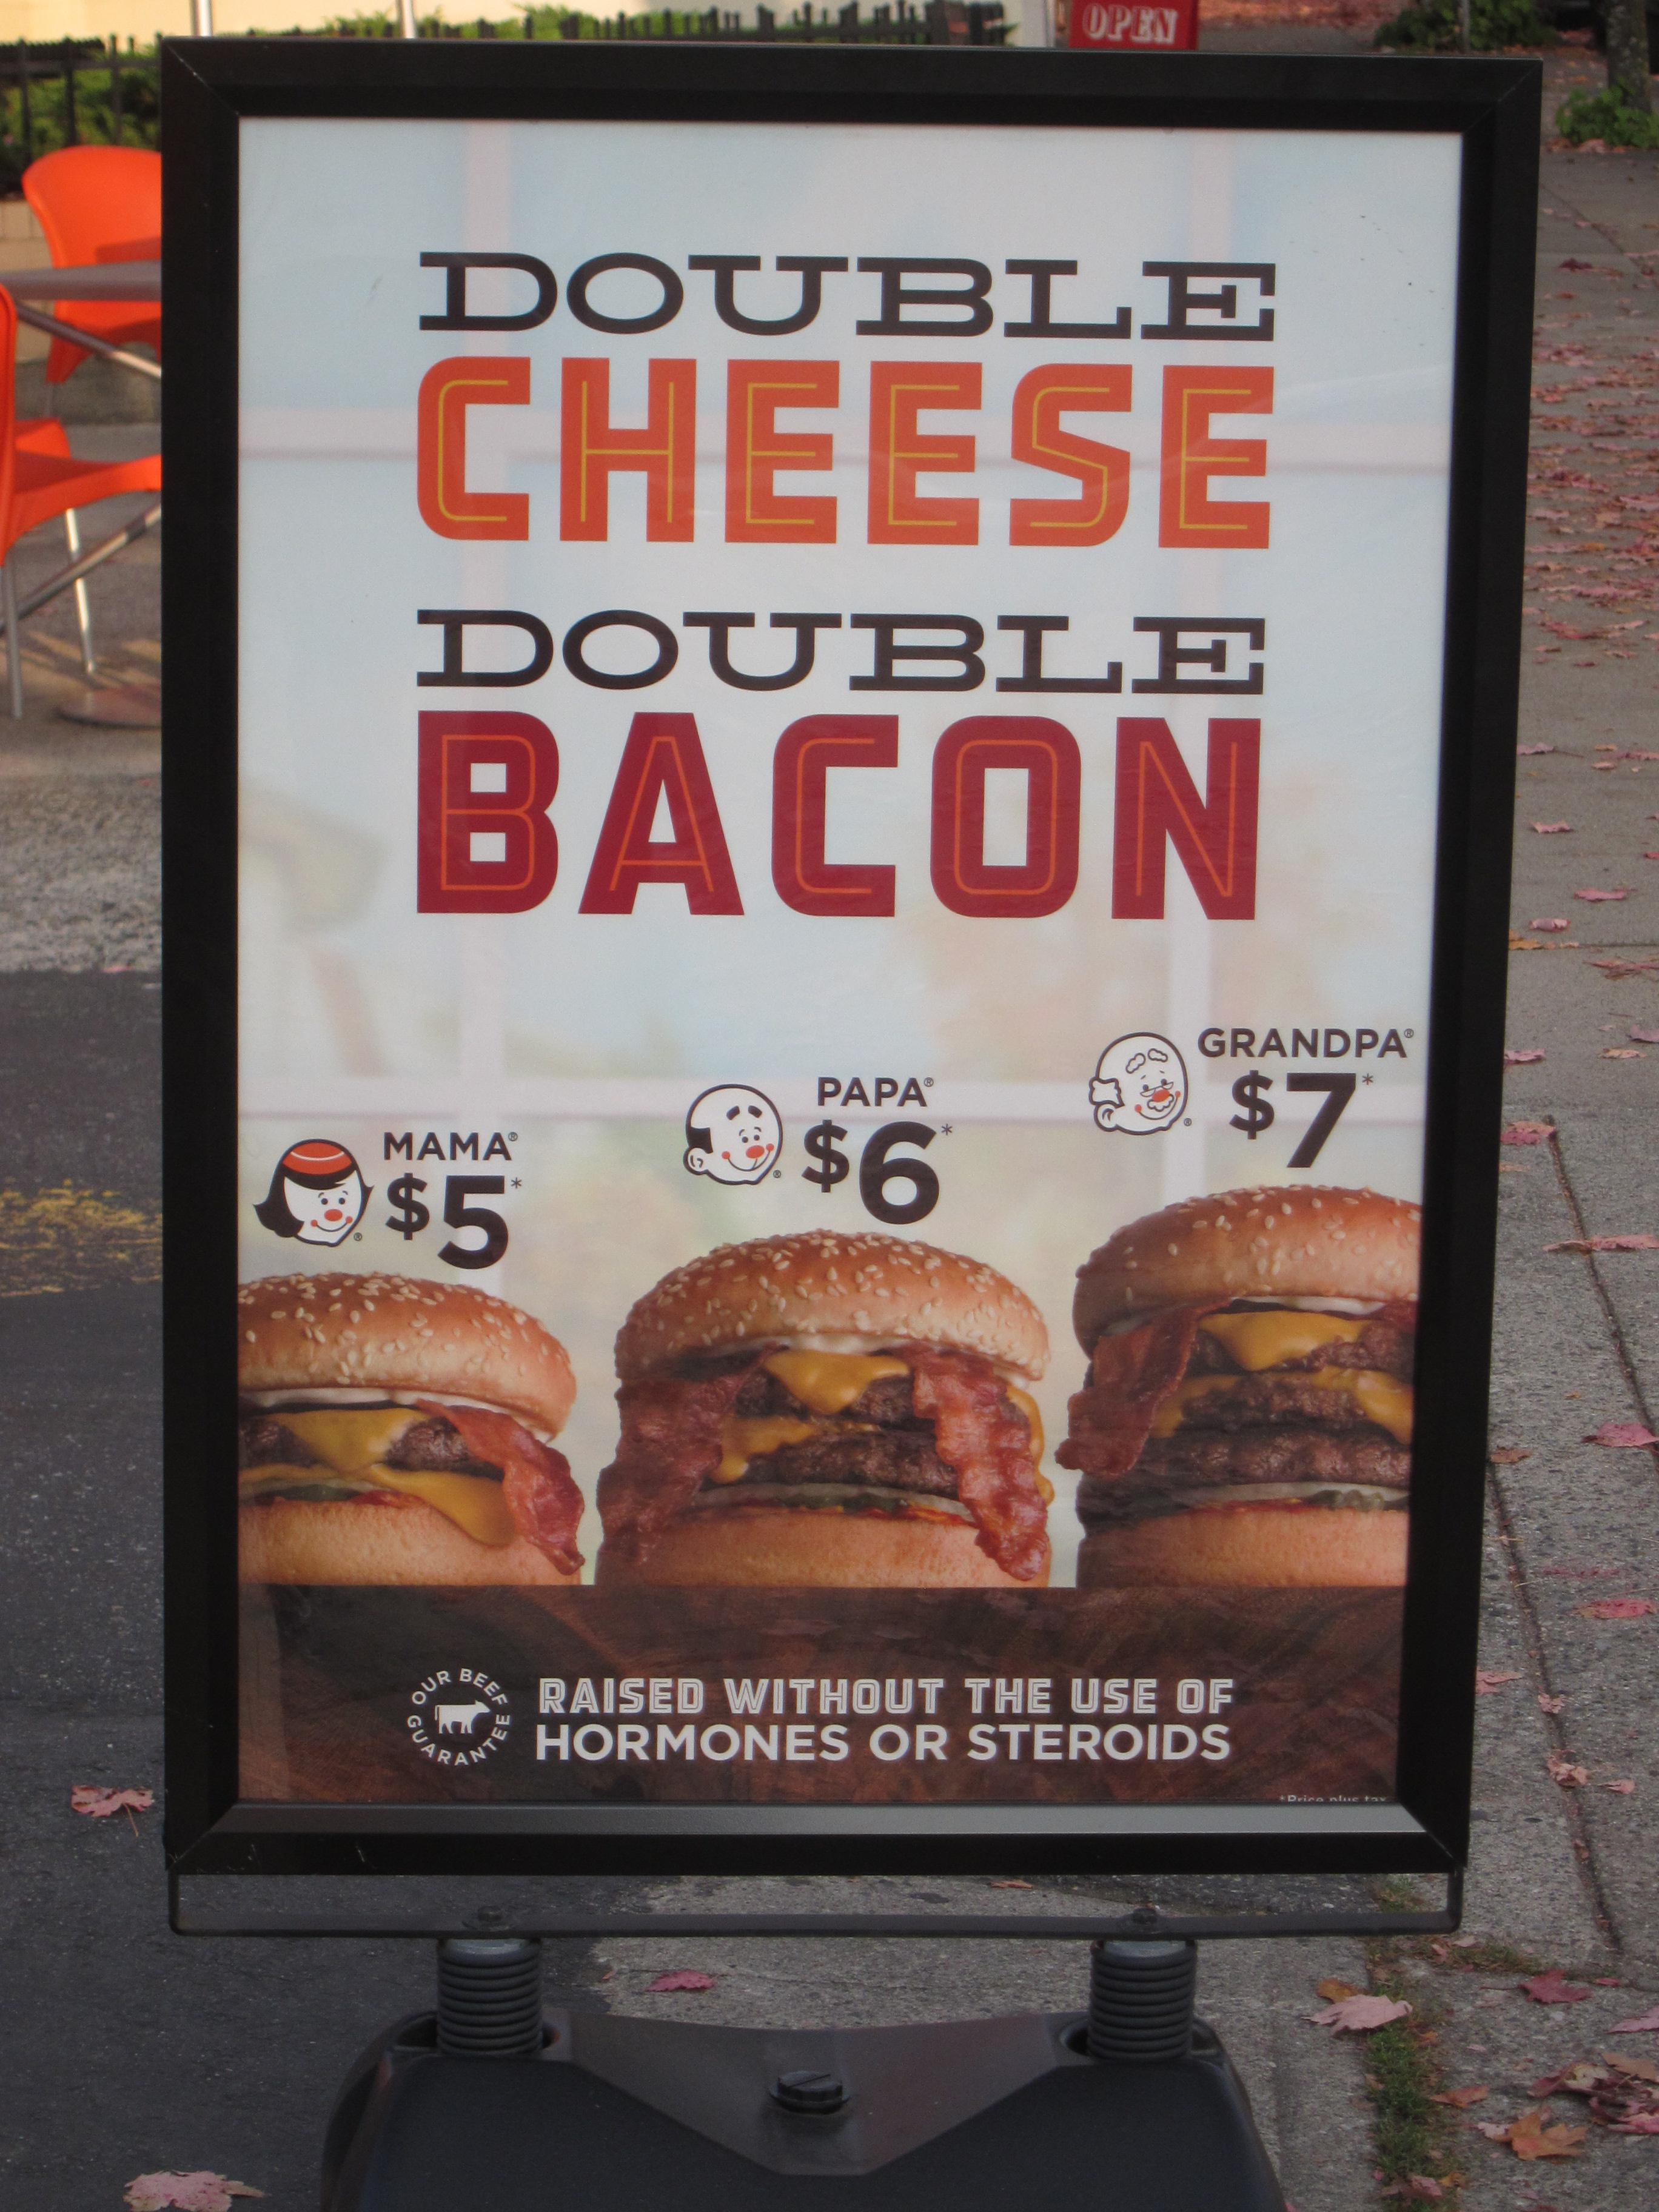 OPEN
DOUBLE
CHEESE
DOUBLE
BACON
MAMA®
$5*
PAPA®
$6*
GRANDPA®
$7*
OUR BEEF GUARANTEE
RAISED WITHOUT THE USE OF
HORMONES OR STEROIDS
*Price plus tax